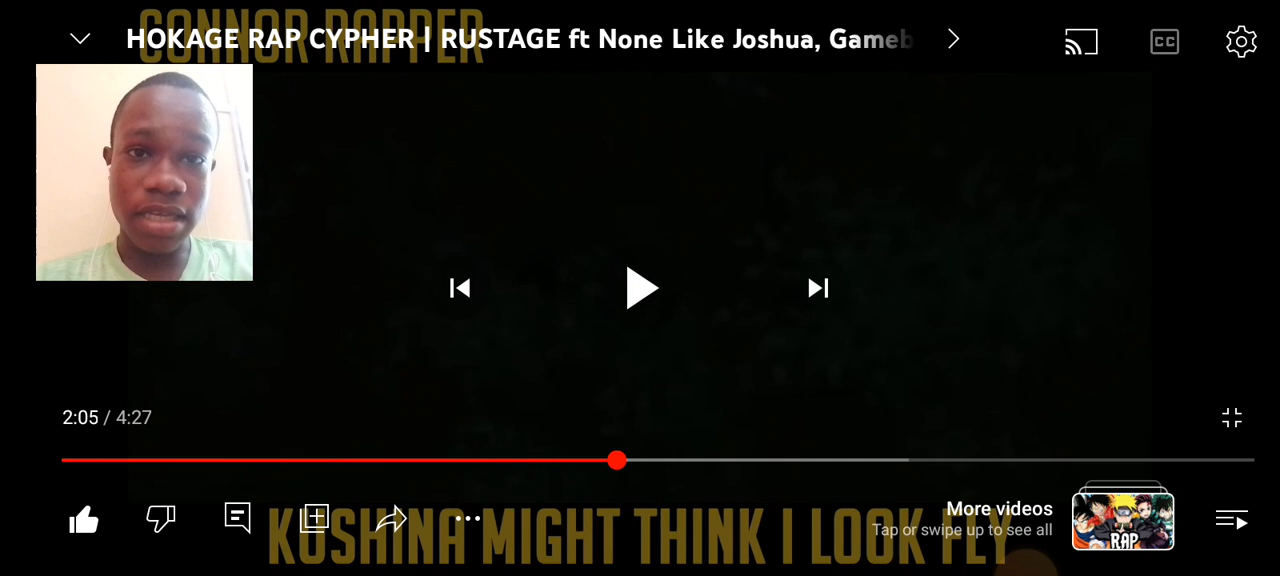 CONNOR RAPPER
HOKAGE RAP CYPHER | RUSTAGE ft None Like Joshua, Gameb
CC
2:05 / 4:27
More videos
Tap or swipe up to see all
RAP
KUSHINA MIGHT THINK I LOOK FLY